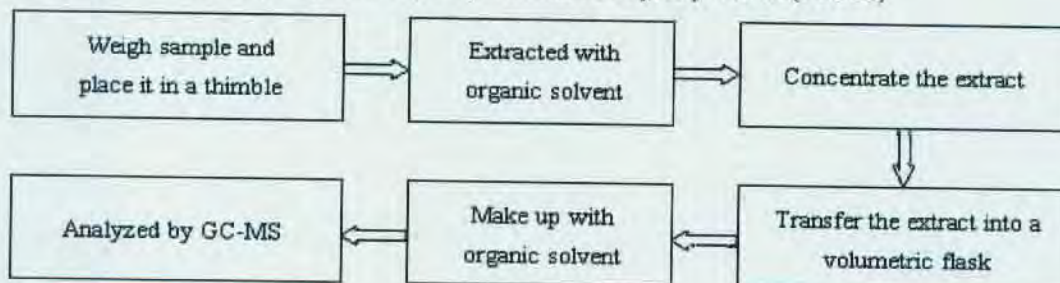 Weigh sample and
place it in a thimble
Extracted with
organic solvent
Concentrate the extract
Transfer the extract into a
volumetric flask
Make up with
organic solvent
Analyzed by GC-MS